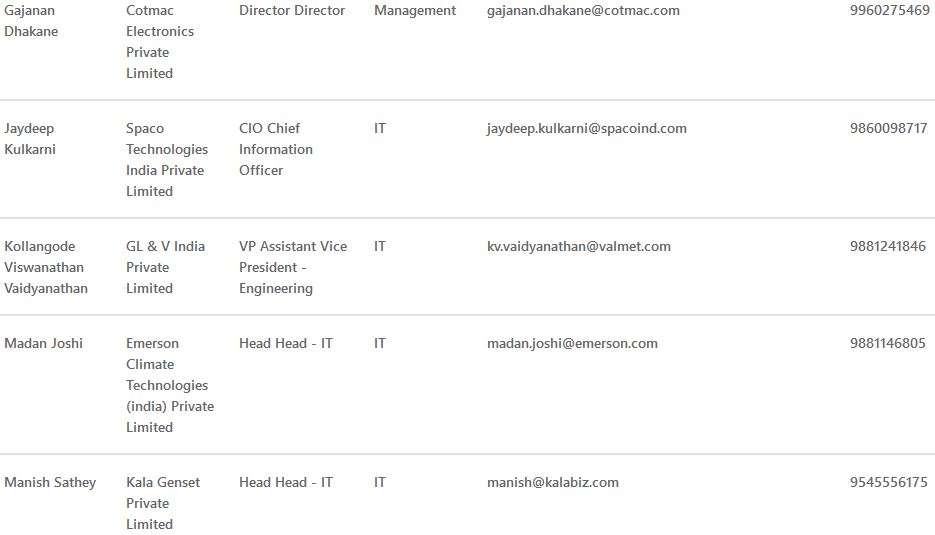 Gajanan Cotmac Director Director Management gajanan.dhakane@cotmac.com 9960275469
Dhakane Electronics
Private
Limited
Jaydeep Spaco CIO Chief IT jaydeep.kulkarni@spacoind.com 9860098717
Kulkarni Technologies Information
India Private Officer
Limited
Kollangode GL & V India VP Assistant Vice IT kv.vaidyanathan@valmet.com 9881241846
Viswanathan Private President -
Vaidyanathan Limited Engineering
Madan Joshi Emerson Head Head - IT IT madan.joshi@emerson.com 9881146805
Climate
Technologies
(india) Private
Limited
Manish Sathey Kala Genset Head Head - IT IT manish@kalabiz.com 9545556175
Private
Limited